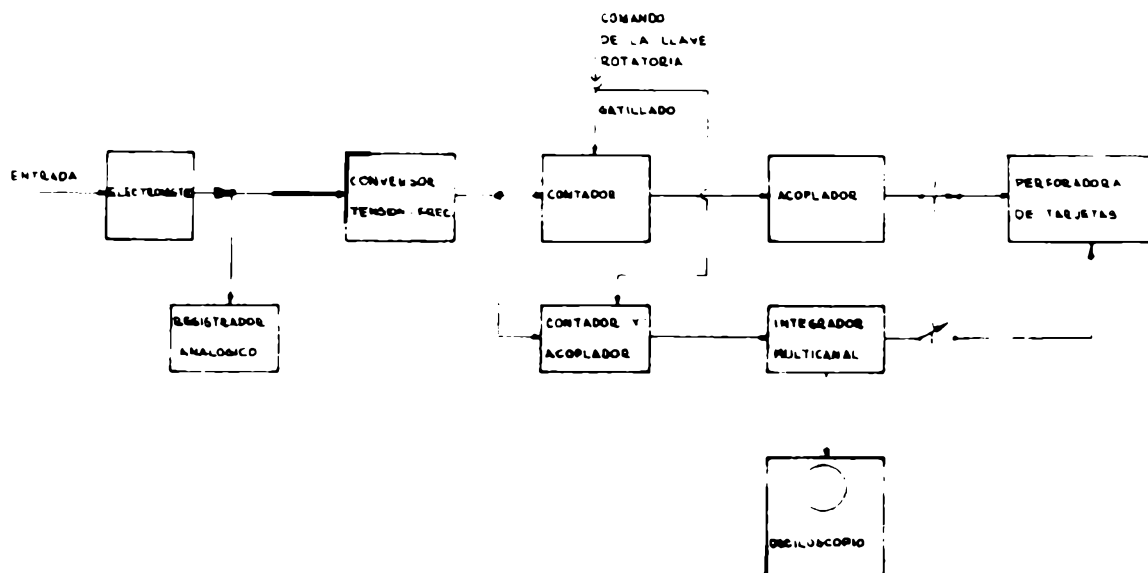 COMANDO
DE LA LLAVE
ROTATORIA
GATILLADO
ENTRADA
CONVERSOR
TENSION-FREC.
CONTADOR
ACOPLADOR
PERFORADORA
DE TARJETAS
REGISTRADOR
ANALOGICO
CONTADOR Y
ACOPLADOR
INTEGRADOR
MULTICANAL
OSCILOSCOPIO